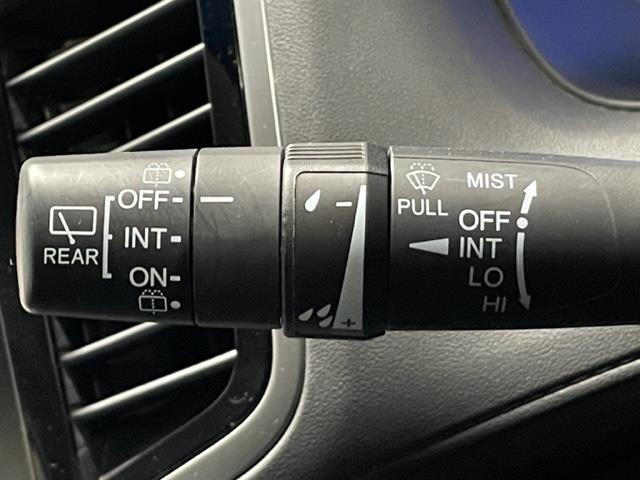 REAR
OFF
INT
ON
-
+
PULL
MIST
OFF
INT
LO
HI